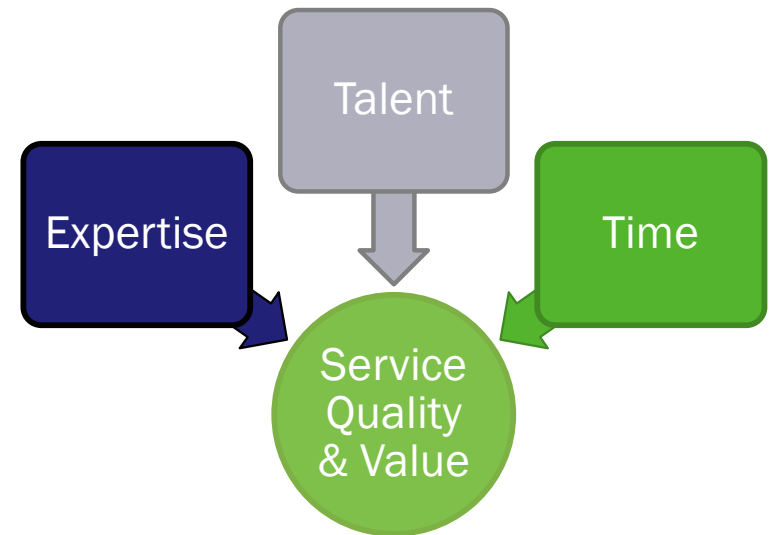 Talent
Expertise
Time
Service
Quality
& Value